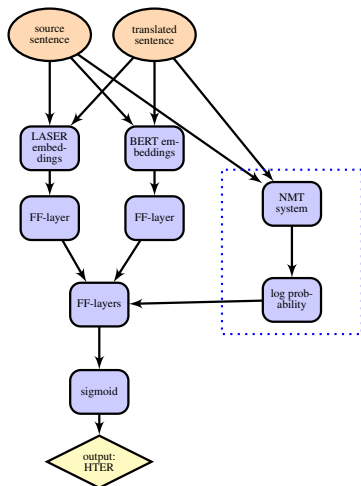 source
sentence
translated
sentence
LASER
embed-
dings
BERT em-
beddings
NMT
system
FF-layer
FF-layer
FF-layers
log prob-
ability
sigmoid
output:
HTER